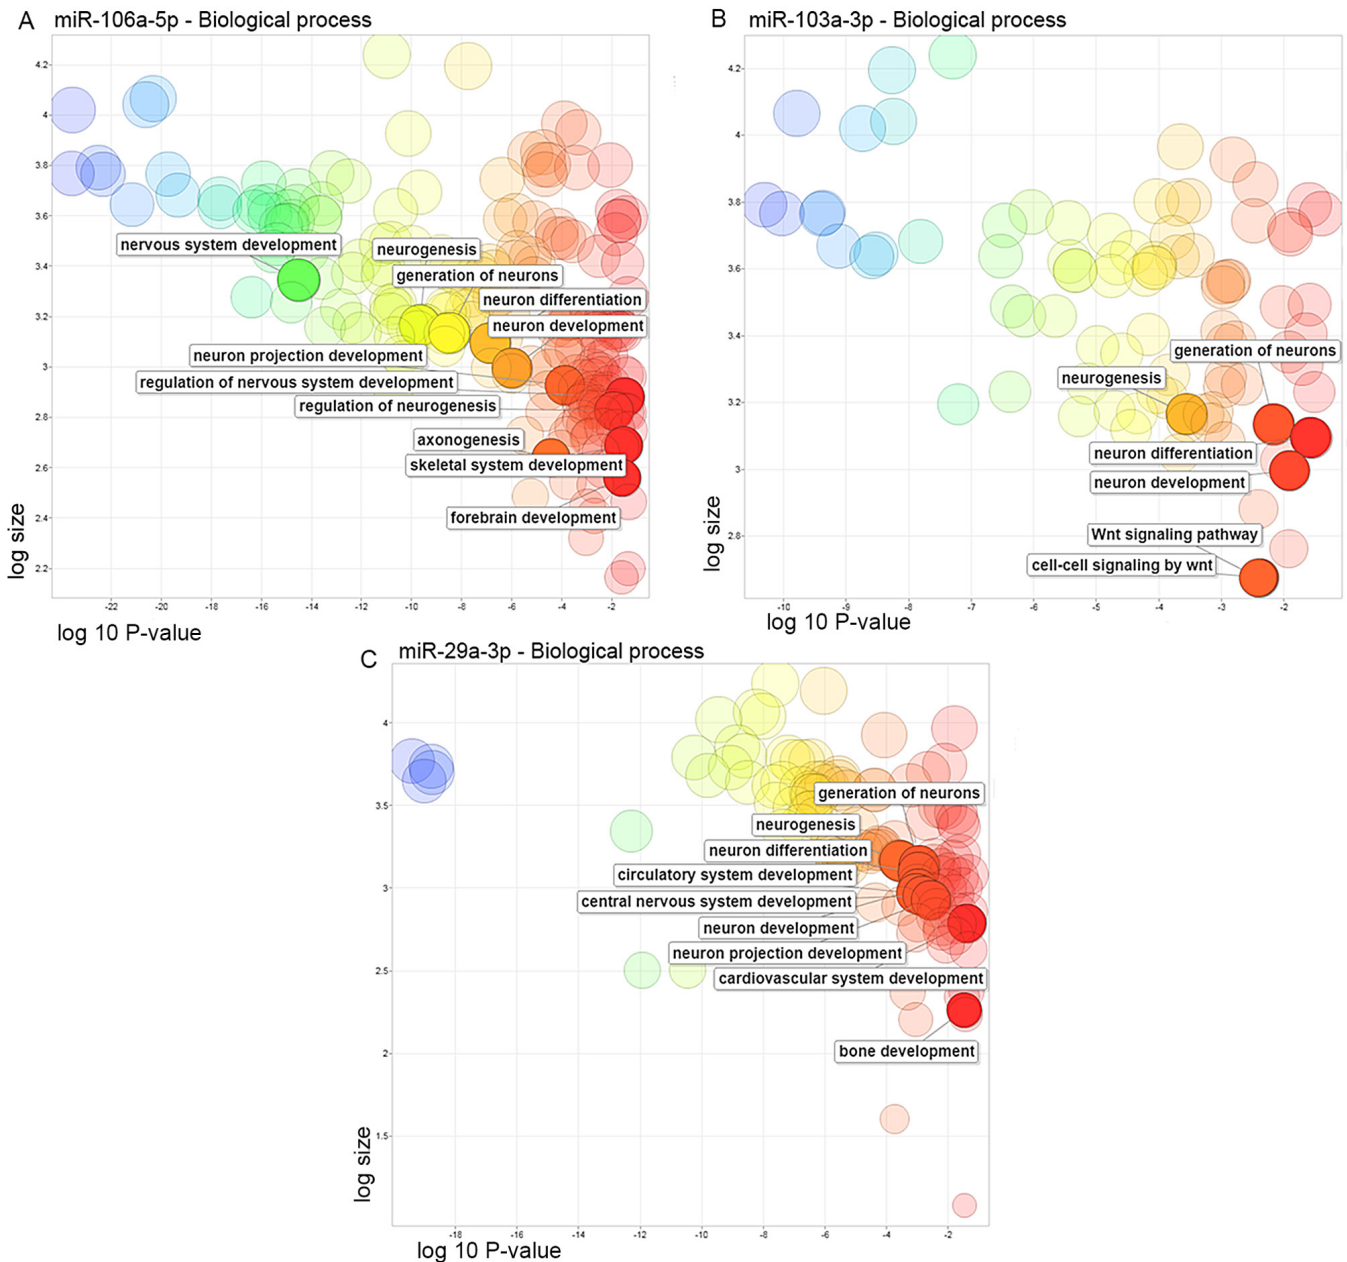 A
miR-106a-5p - Biological process
4.2
4
3.8
3.6
3.4
3.2
3
2.8
2.6
2.4
2.2
nervous system development
neurogenesis
generation of neurons
neuron differentiation
neuron development
neuron projection development
regulation of nervous system development
regulation of neurogenesis
axonogenesis
skeletal system development
forebrain development
log size
-22 -20 -18 -16 -14 -12 -10 -8 -6 -4 -2
log 10 P-value
B
miR-103a-3p - Biological process
4.2
4
3.8
3.6
3.4
3.2
3
2.8
generation of neurons
neurogenesis
neuron differentiation
neuron development
Wnt signaling pathway
cell-cell signaling by wnt
log size
-10 -9 -8 -7 -6 -5 -4 -3 -2
log 10 P-value
C
miR-29a-3p - Biological process
4
3.5
3
2.5
2
1.5
generation of neurons
neurogenesis
neuron differentiation
circulatory system development
central nervous system development
neuron development
neuron projection development
cardiovascular system development
bone development
log size
-18 -16 -14 -12 -10 -8 -6 -4 -2
log 10 P-value